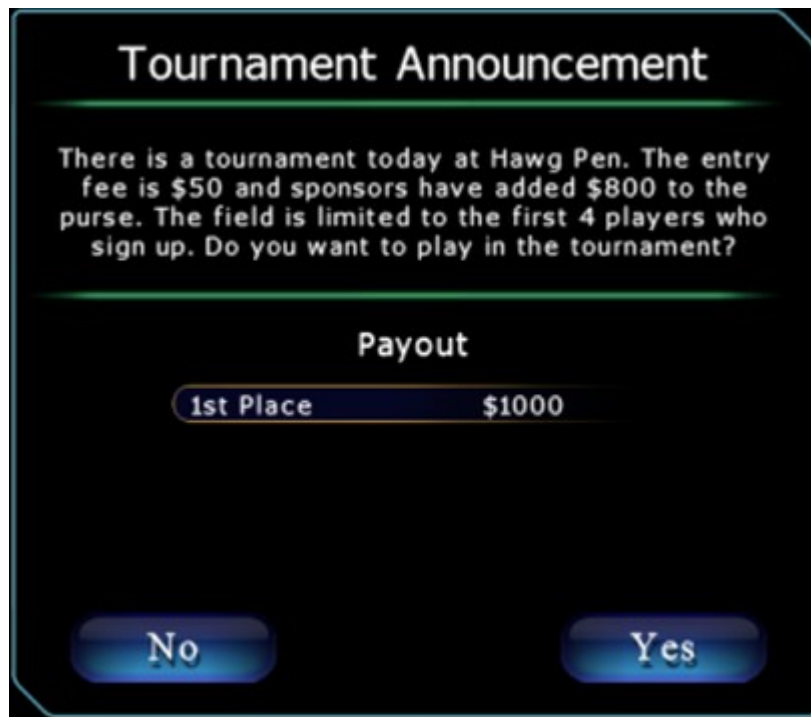 Tournament Announcement
There is a tournament today at Hawg Pen. The entry
fee is $50 and sponsors have added $800 to the
purse. The field is limited to the first 4 players who
sign up. Do you want to play in the tournament?
Payout
1st Place $1000
No Yes